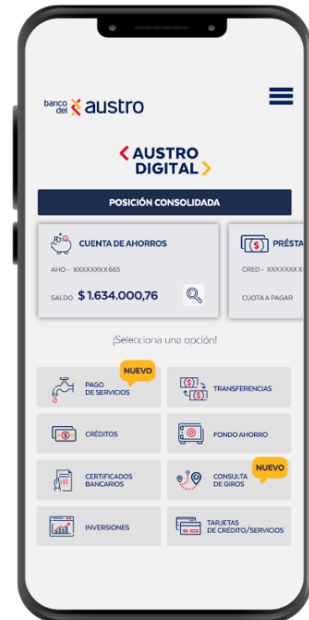 banco
del austro
AUSTRO
DIGITAL
POSICIÓN CONSOLIDADA
CUENTA DE AHORROS
AHO - XXXXXXXX665
SALDO $1.634.000,76
PRÉSTA
CRED - XXXXXXXX
CUOTA A PAGAR
¡Selecciona una opción!
NUEVO
PAGO
DE SERVICIOS
TRANSFERENCIAS
CRÉDITOS
FONDO AHORRO
CERTIFICADOS
BANCARIOS
NUEVO
CONSULTA
DE GIROS
INVERSIONES
TARJETAS
DE CRÉDITO/SERVICIOS